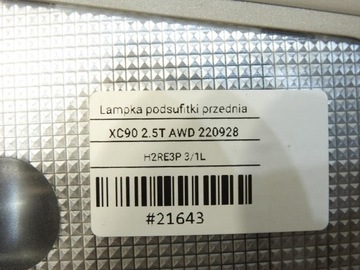 Lampka podsufitki przednia
XC90 2.5T AWD 220928
H2RE3P 3/1L
#21643